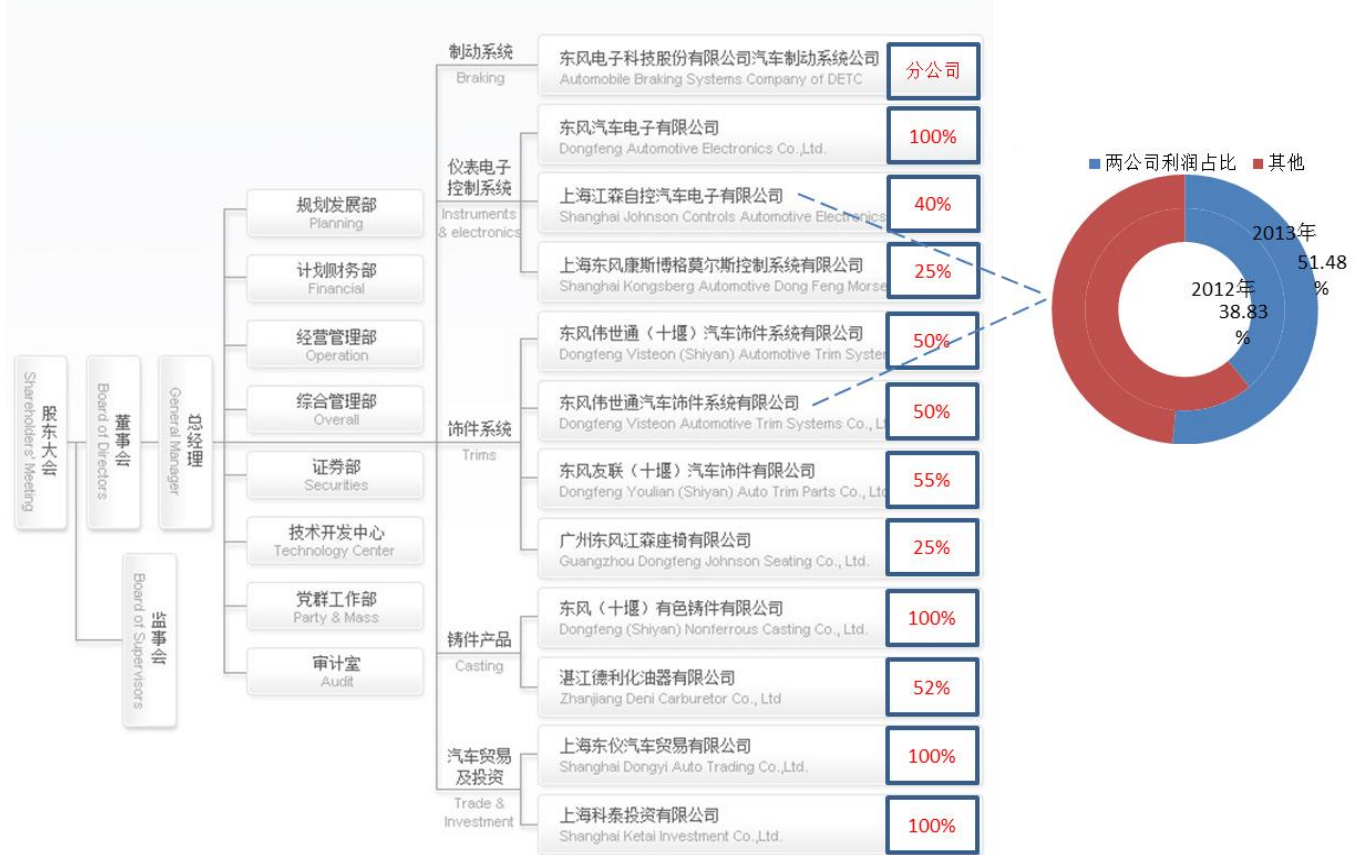 股东大会
Shareholders' Meeting
董事会
Board of Directors
总经理
General Manager
监事会
Board of Supervisors
规划发展部
Planning
计划财务部
Financial
经营管理部
Operation
综合管理部
Overall
证券部
Securities
技术开发中心
Technology Center
党群工作部
Party & Mass
审计室
Audit
制动系统
Braking
东风电子科技股份有限公司汽车制动系统公司
Automobile Braking Systems Company of DETC
分公司
仪表电子
控制系统
Instruments
& electronics
东风汽车电子有限公司
Dongfeng Automotive Electronics Co.,Ltd.
100%
上海江森自控汽车电子有限公司
Shanghai Johnson Controls Automotive Electronics
40%
上海东风康斯博格莫尔斯控制系统有限公司
Shanghai Kongsberg Automotive Dong Feng Morse
25%
饰件系统
Trims
东风伟世通（十堰）汽车饰件系统有限公司
Dongfeng Visteon (Shiyan) Automotive Trim System
50%
东风伟世通汽车饰件系统有限公司
Dongfeng Visteon Automotive Trim Systems Co., Lt
50%
东风友联（十堰）汽车饰件有限公司
Dongfeng Youlian (Shiyan) Auto Trim Parts Co., Ltd
55%
广州东风江森座椅有限公司
Guangzhou Dongfeng Johnson Seating Co., Ltd.
25%
铸件产品
Casting
东风（十堰）有色铸件有限公司
Dongfeng (Shiyan) Nonferrous Casting Co., Ltd.
100%
湛江德利化油器有限公司
Zhanjiang Deni Carburetor Co., Ltd
52%
汽车贸易
及投资
Trade &
Investment
上海东仪汽车贸易有限公司
Shanghai Dongyi Auto Trading Co.,Ltd.
100%
上海科泰投资有限公司
Shanghai Ketai Investment Co.,Ltd.
100%
两公司利润占比 其他
2013年
51.48
%
2012年
38.83
%